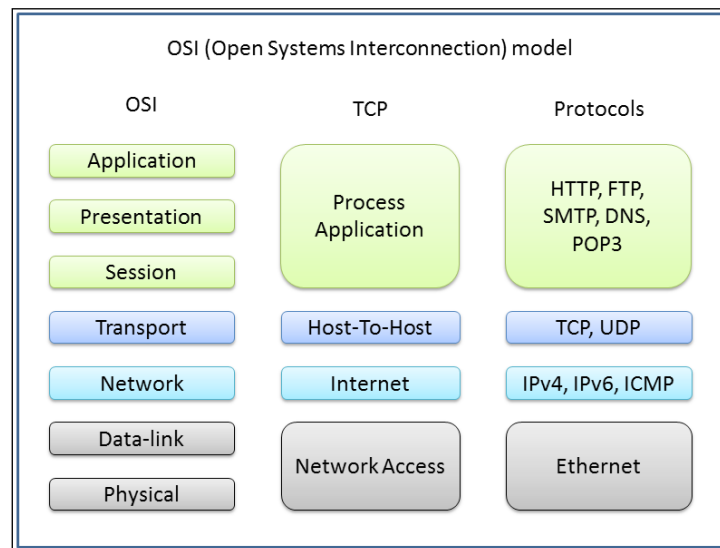 OSI (Open Systems Interconnection) model
OSI
TCP
Protocols
Application
Presentation
Session
Process
Application
HTTP, FTP,
SMTP, DNS,
POP3
Transport
Host-To-Host
TCP, UDP
Network
Internet
IPv4, IPv6, ICMP
Data-link
Physical
Network Access
Ethernet